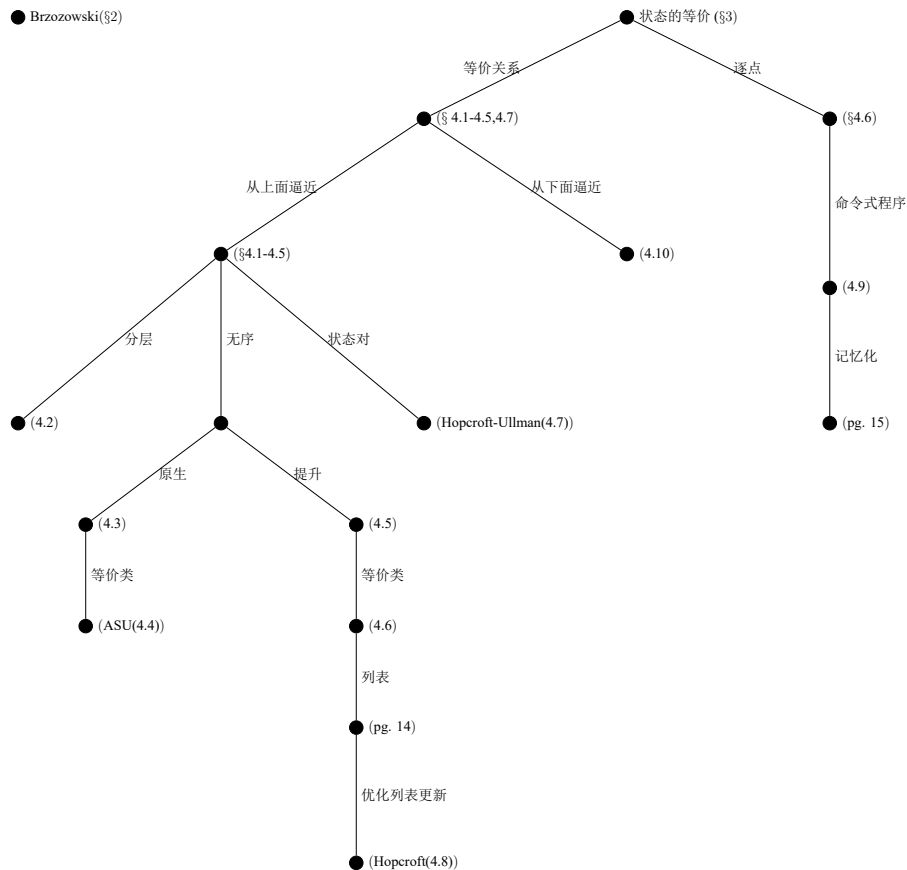 Brzozowski(§2)
状态的等价 (§3)
等价关系
逐点
(§ 4.1-4.5,4.7)
(§4.6)
从上面逼近
从下面逼近
命令式程序
(§4.1-4.5)
(4.10)
(4.9)
分层
无序
状态对
记忆化
(4.2)
(Hopcroft-Ullman(4.7))
(pg. 15)
原生
提升
(4.3)
(4.5)
等价类
等价类
(ASU(4.4))
(4.6)
列表
(pg. 14)
优化列表更新
(Hopcroft(4.8))